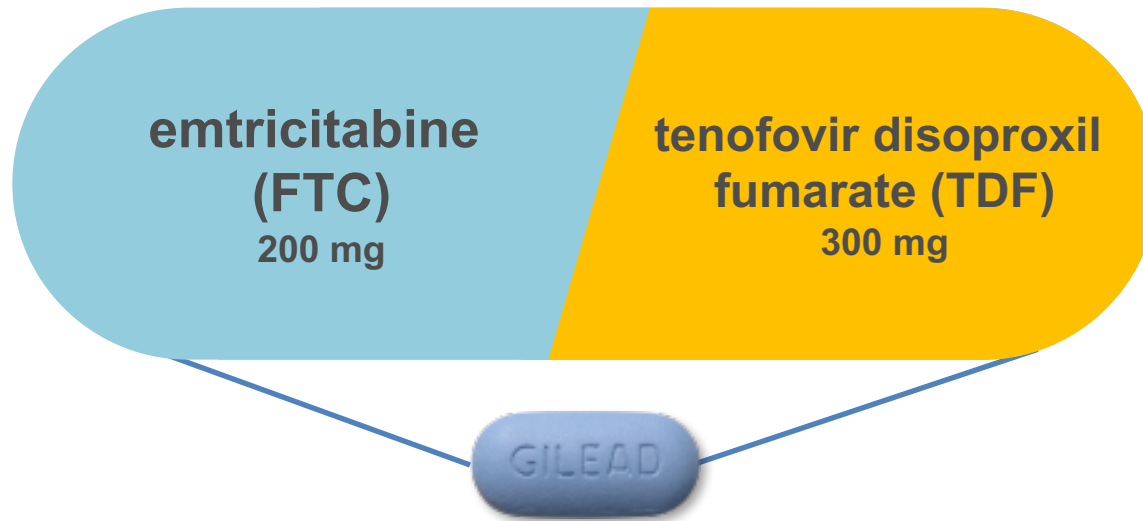 emtricitabine
(FTC)
200 mg
tenofovir disoproxil
fumarate (TDF)
300 mg
GILEAD